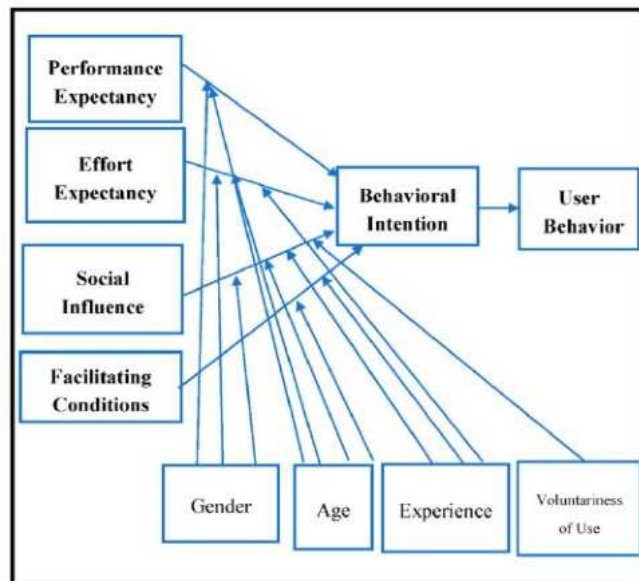 Performance
Expectancy
Effort
Expectancy
Behavioral
Intention
User
Behavior
Social
Influence
Facilitating
Conditions
Gender
Age
Experience
Voluntariness
of Use